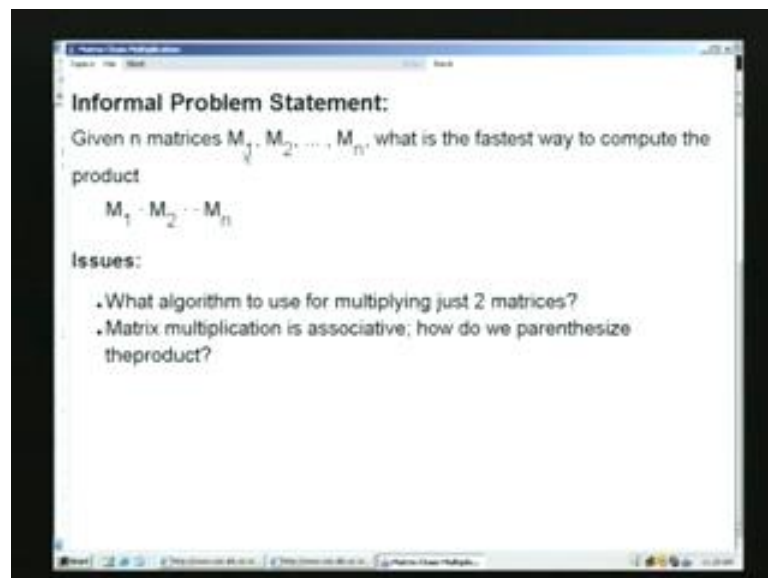 Informal Problem Statement:
Given n matrices M1, M2, ... , Mn, what is the fastest way to compute the
product
M1 · M2 · · Mn
Issues:
• What algorithm to use for multiplying just 2 matrices?
• Matrix multiplication is associative; how do we parenthesize
theproduct?